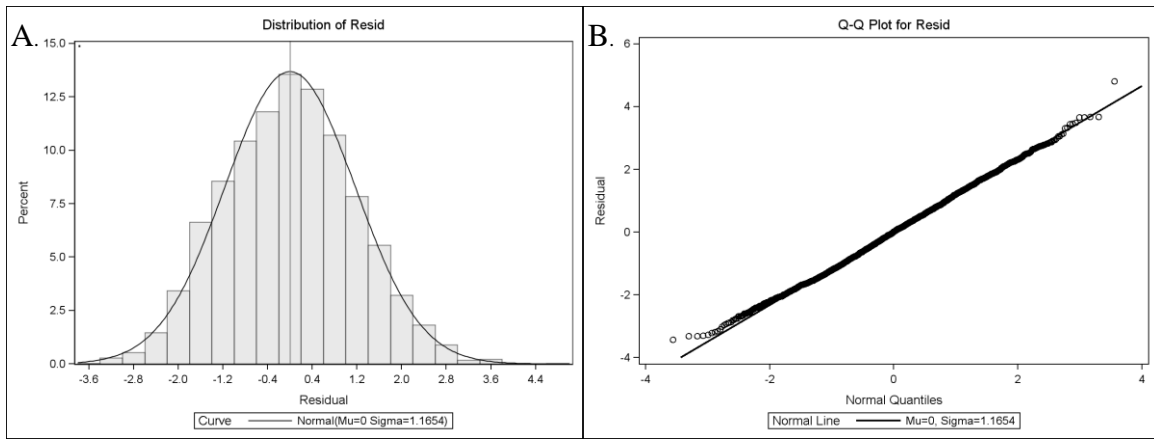 A.
Distribution of Resid
15.0
12.5
10.0
7.5
5.0
2.5
0.0
Percent
-3.6 -2.8 -2.0 -1.2 -0.4 0.4 1.2 2.0 2.8 3.6 4.4
Residual
Curve Normal(Mu=0 Sigma=1.1654)
B.
Q-Q Plot for Resid
6
4
2
0
-2
-4
Residual
-4 -2 0 2 4
Normal Quantiles
Normal Line Mu=0, Sigma=1.1654